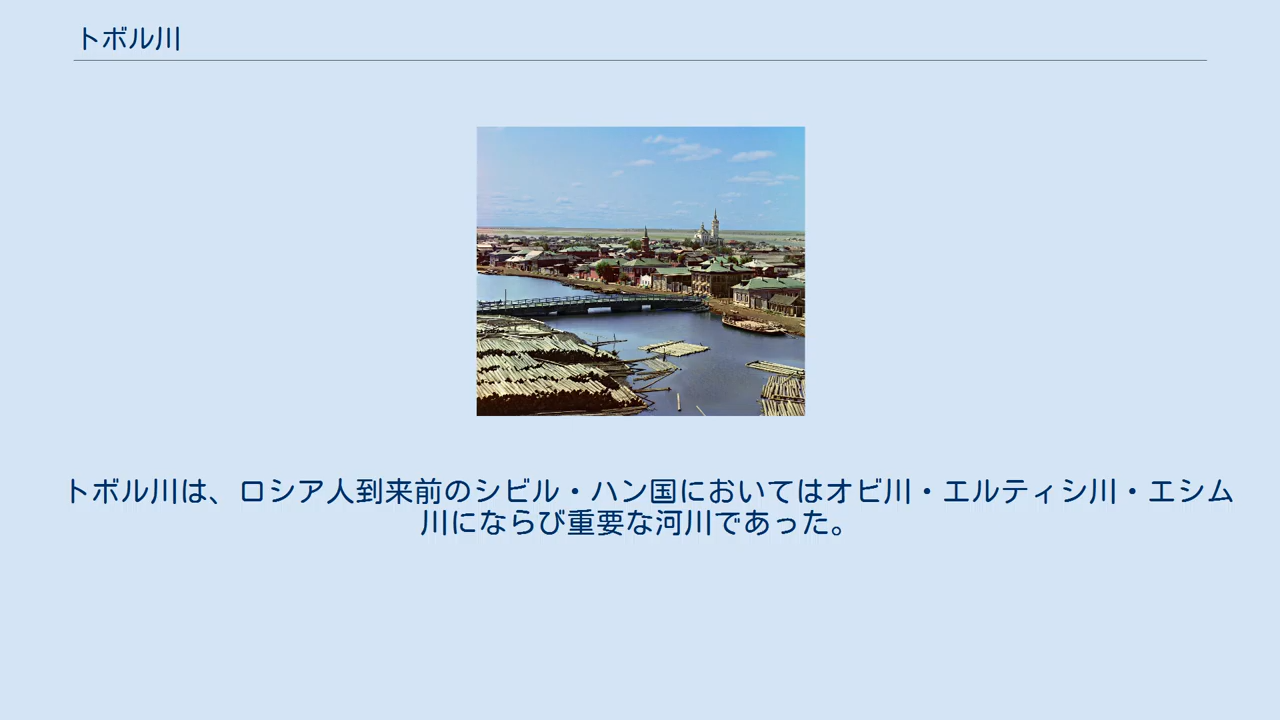 トボル川
トボル川は、ロシア人到来前のシビル・ハン国においてはオビ川・エルティシ川・エシム
川にならび重要な河川であった。